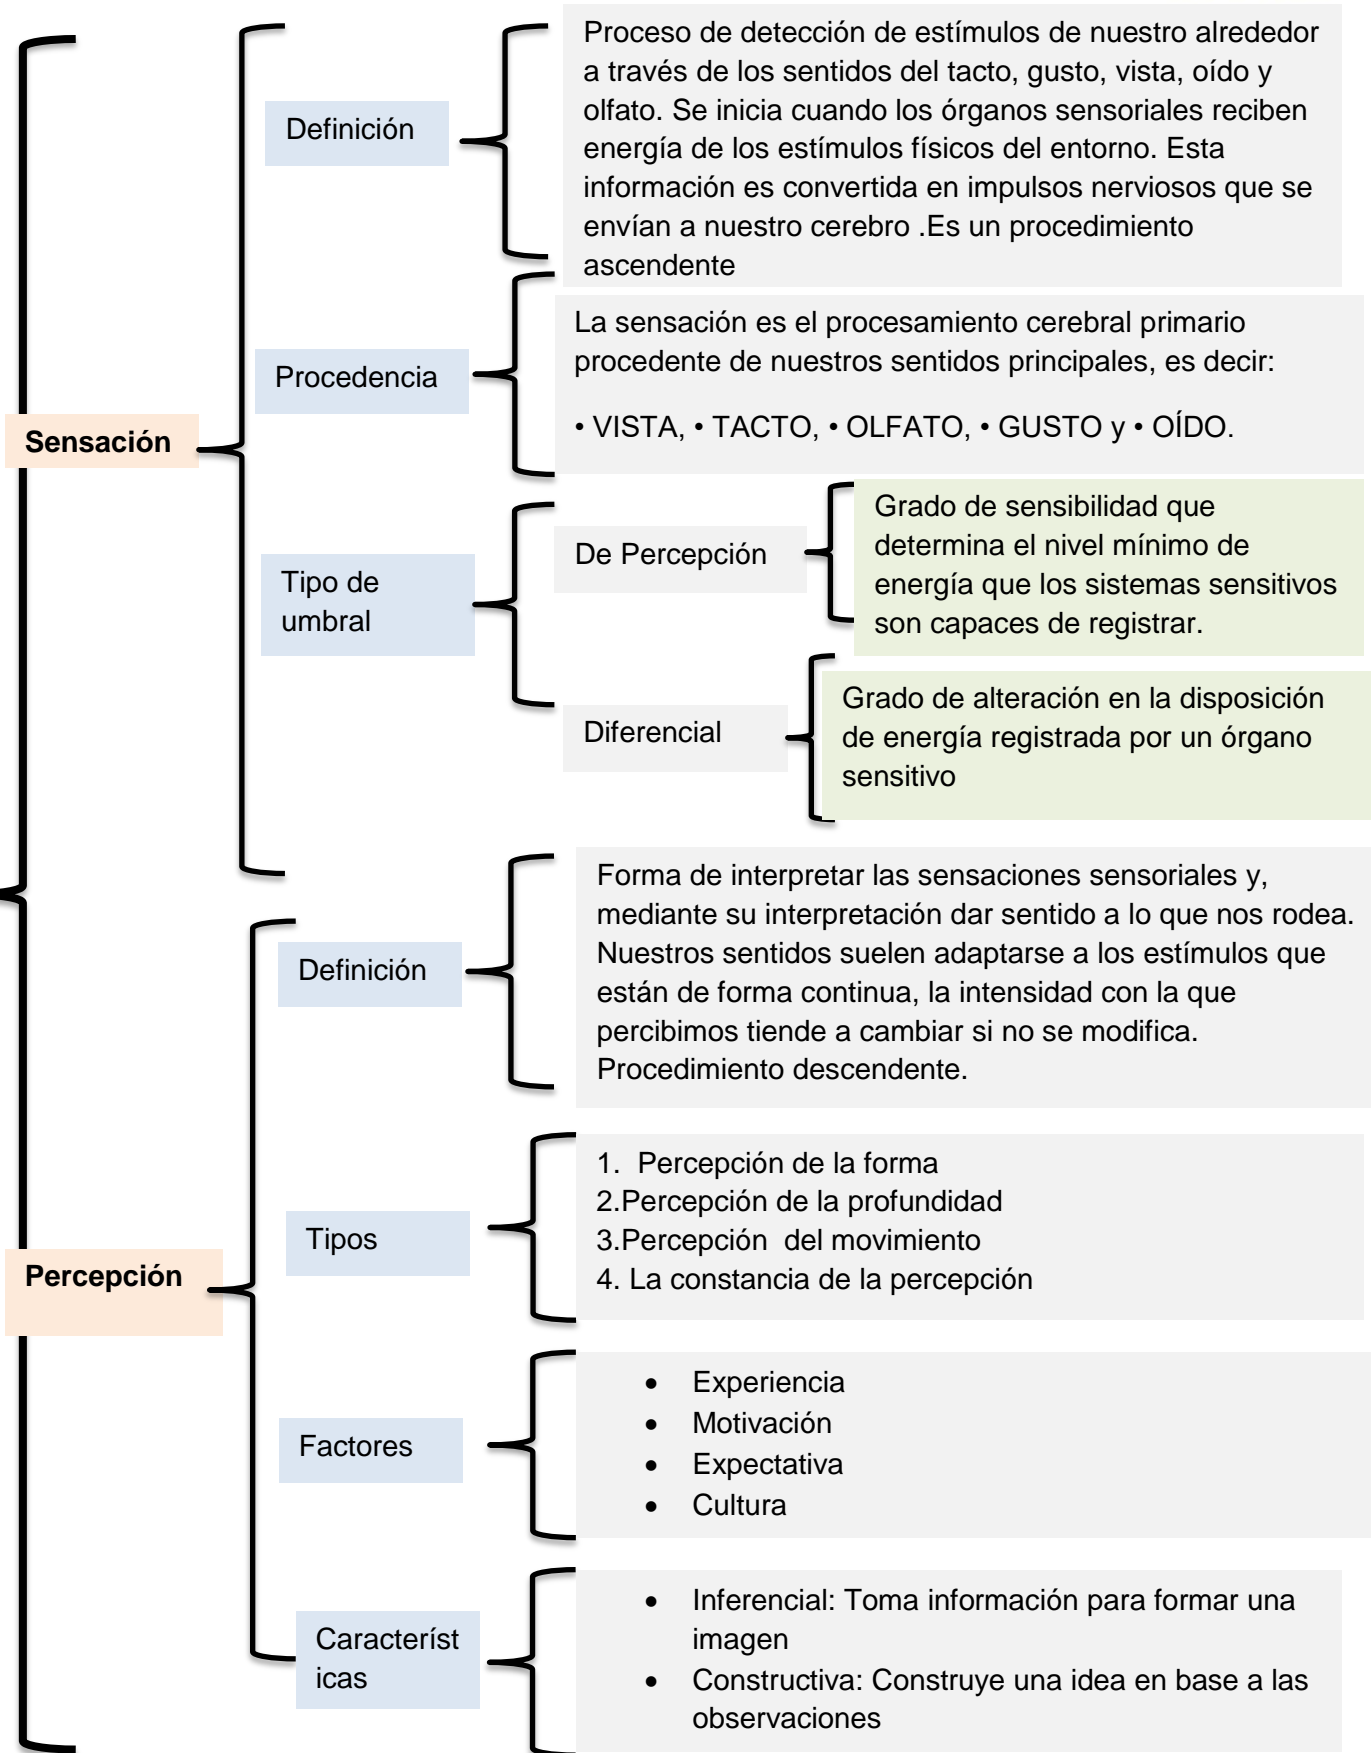 Sensación
Definición
Proceso de detección de estímulos de nuestro alrededor
a través de los sentidos del tacto, gusto, vista, oído y
olfato. Se inicia cuando los órganos sensoriales reciben
energía de los estímulos físicos del entorno. Esta
información es convertida en impulsos nerviosos que se
envían a nuestro cerebro .Es un procedimiento
ascendente
Procedencia
La sensación es el procesamiento cerebral primario
procedente de nuestros sentidos principales, es decir:
• VISTA, • TACTO, • OLFATO, • GUSTO y • OÍDO.
Tipo de
umbral
De Percepción
Grado de sensibilidad que
determina el nivel mínimo de
energía que los sistemas sensitivos
son capaces de registrar.
Diferencial
Grado de alteración en la disposición
de energía registrada por un órgano
sensitivo
Percepción
Definición
Forma de interpretar las sensaciones sensoriales y,
mediante su interpretación dar sentido a lo que nos rodea.
Nuestros sentidos suelen adaptarse a los estímulos que
están de forma continua, la intensidad con la que
percibimos tiende a cambiar si no se modifica.
Procedimiento descendente.
Tipos
1. Percepción de la forma
2.Percepción de la profundidad
3.Percepción del movimiento
4. La constancia de la percepción
Factores
• Experiencia
• Motivación
• Expectativa
• Cultura
Característ
icas
• Inferencial: Toma información para formar una
imagen
• Constructiva: Construye una idea en base a las
observaciones